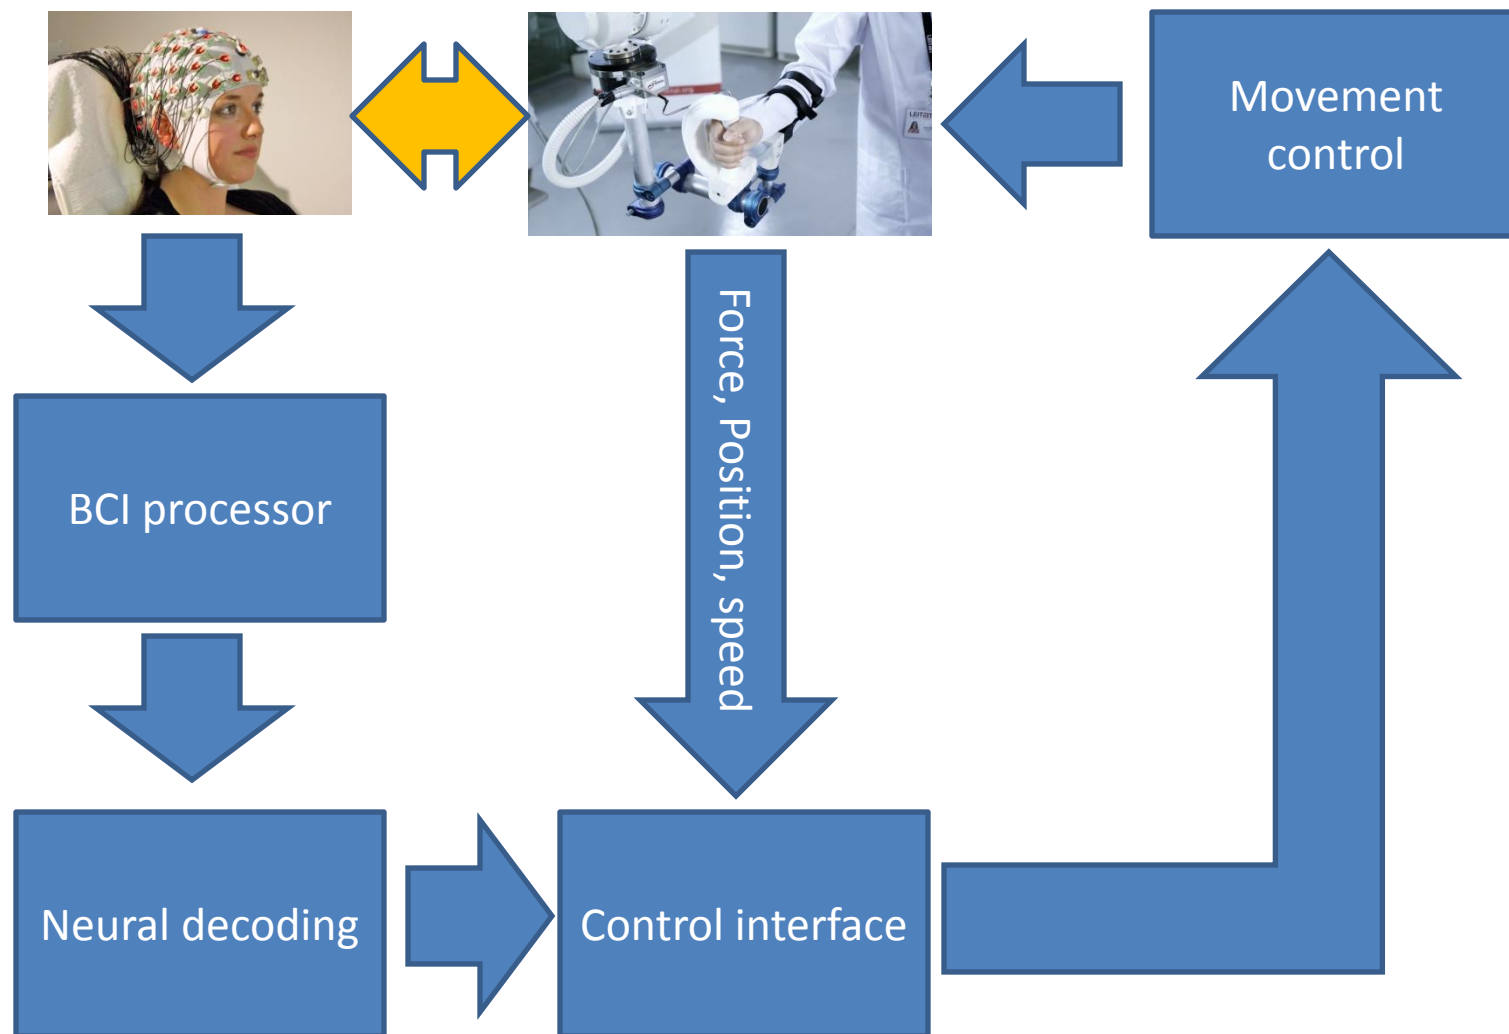 Movement
control
Force, Position, speed
BCI processor
Neural decoding
Control interface